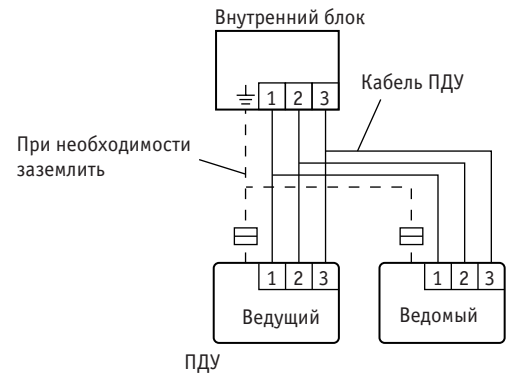 Внутренний блок
1 2 3
Кабель ПДУ
При необходимости
заземлить
1 2 3
1 2 3
Ведущий
Ведомый
ПДУ